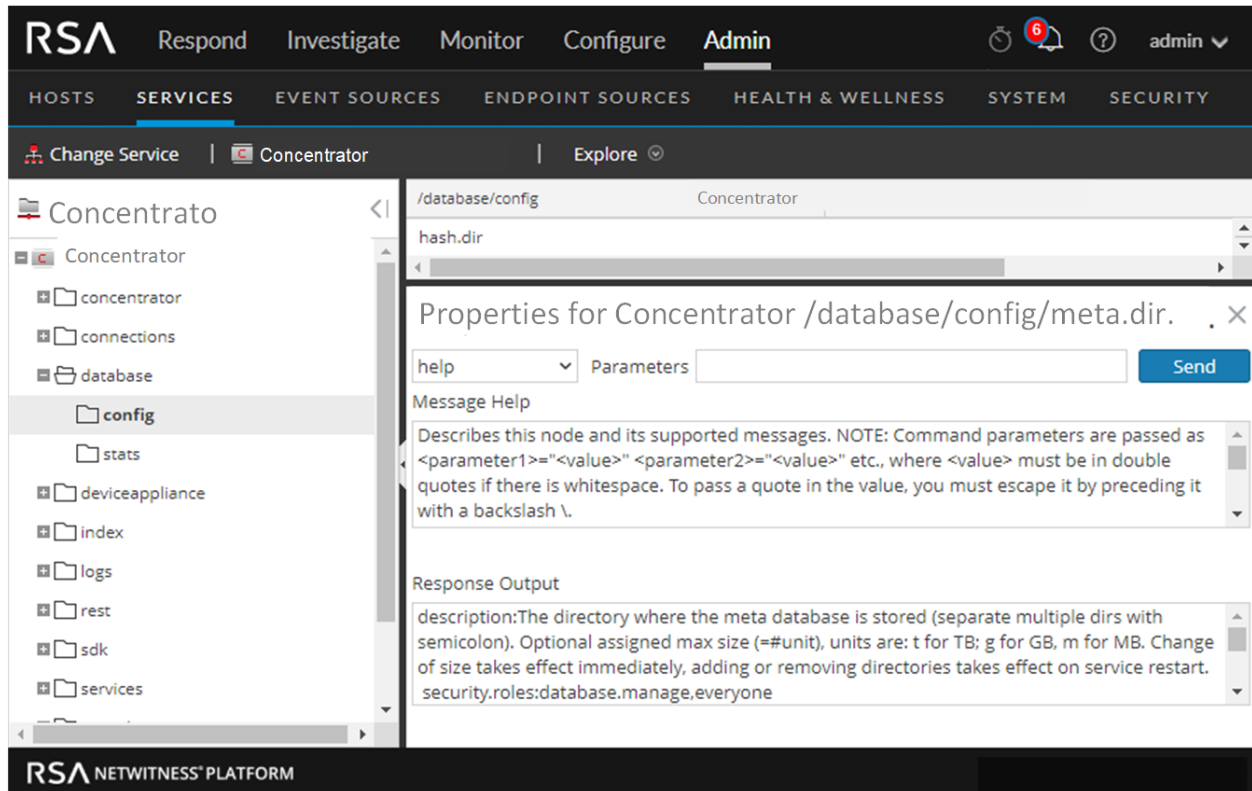 RSA Respond Investigate Monitor Configure Admin 6 ? admin
HOSTS SERVICES EVENT SOURCES ENDPOINT SOURCES HEALTH & WELLNESS SYSTEM SECURITY
Change Service | C Concentrator | Explore
Concentrato
C Concentrator
concentrator
connections
database
config
stats
deviceappliance
index
logs
rest
sdk
services
/database/config Concentrator
hash.dir
Properties for Concentrator /database/config/meta.dir. .
help Parameters Send
Message Help
Describes this node and its supported messages. NOTE: Command parameters are passed as
<parameter1>="<value>" <parameter2>="<value>" etc., where <value> must be in double
quotes if there is whitespace. To pass a quote in the value, you must escape it by preceding it
with a backslash \.
Response Output
description:The directory where the meta database is stored (separate multiple dirs with
semicolon). Optional assigned max size (=#unit), units are: t for TB; g for GB, m for MB. Change
of size takes effect immediately, adding or removing directories takes effect on service restart.
security.roles:database.manage,everyone
RSA NETWITNESS® PLATFORM